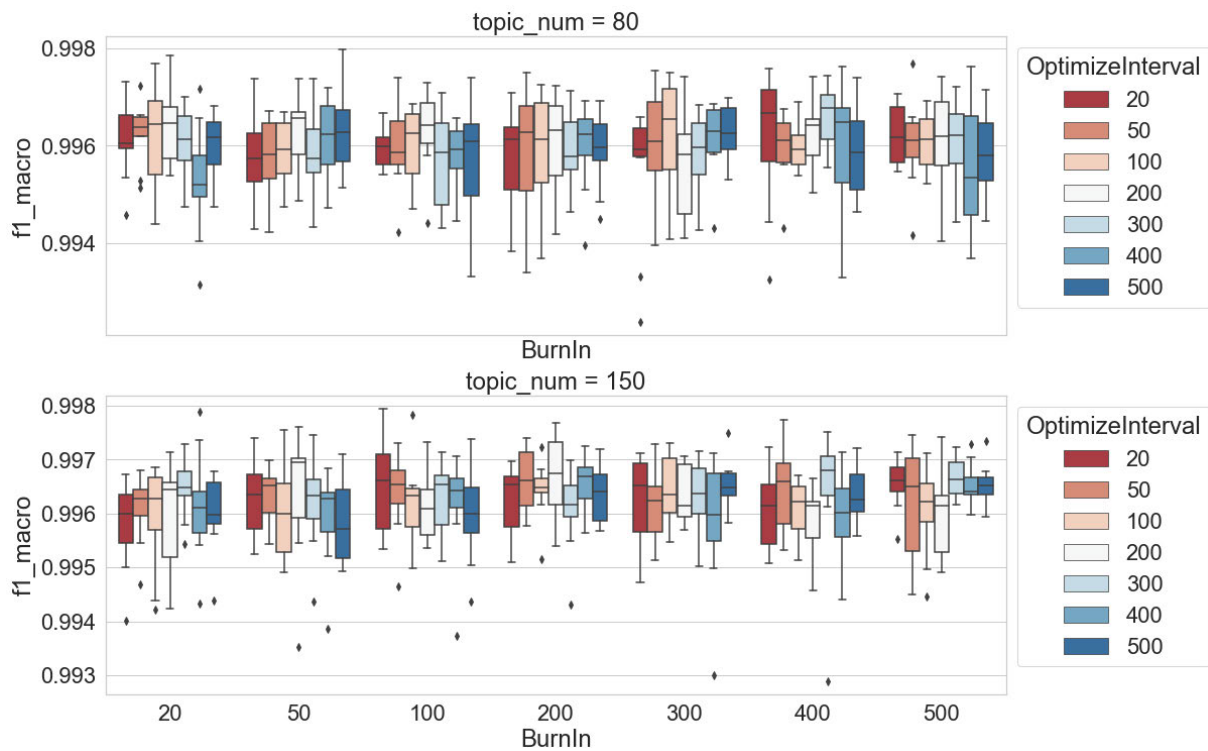 topic_num = 80
0.998
0.996
0.994
f1_macro
BurnIn
OptimizeInterval
20
50
100
200
300
400
500
topic_num = 150
0.998
0.997
0.996
0.995
0.994
0.993
f1_macro
20 50 100 200 300 400 500
BurnIn
OptimizeInterval
20
50
100
200
300
400
500